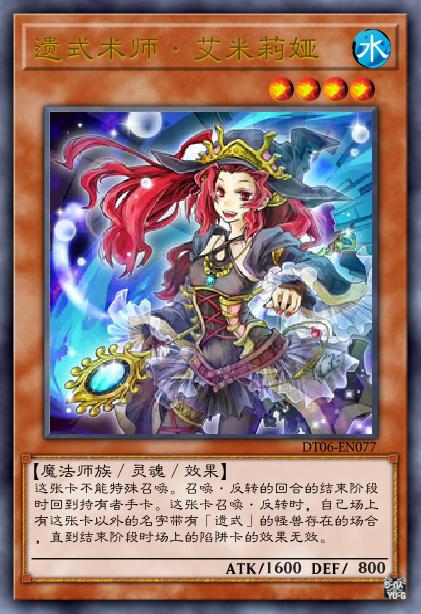 遗式术师·艾米莉娅
水
DT06-EN077
【魔法师族/灵魂/效果】
这张卡不能特殊召唤。召唤·反转的回合的结束阶段
时回到持有者手卡。这张卡召唤·反转时，自己场上
有这张卡以外的名字带有「遗式」的怪兽存在的场合
，直到结束阶段时场上的陷阱卡的效果无效。
ATK/1600 DEF/ 800